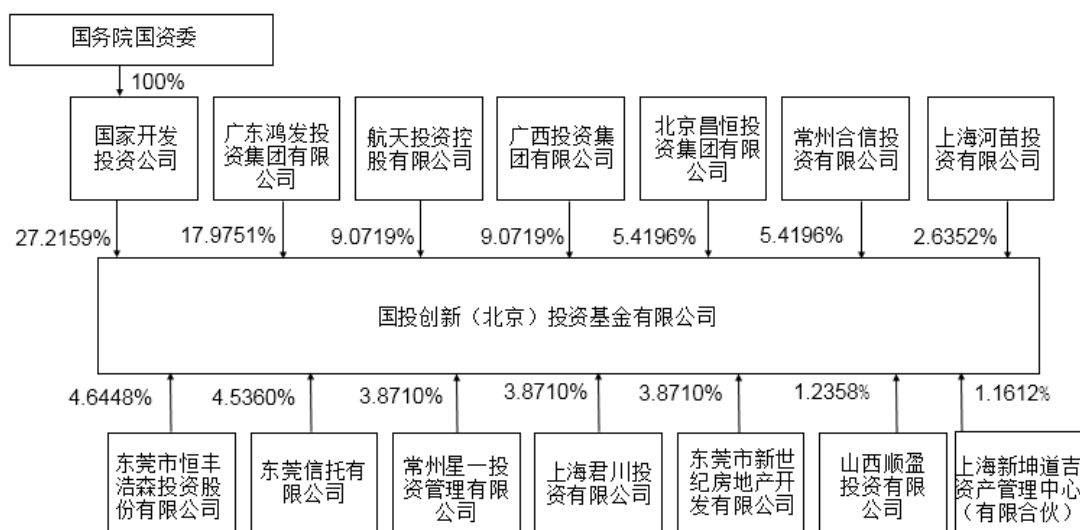 国务院国资委
100%
国家开发
投资公司
广东鸿发投
资集团有限
公司
航天投资控
股有限公司
广西投资集
团有限公司
北京昌恒投
资集团有限
公司
常州合信投
资有限公司
上海河苗投
资有限公司
27.2159%
17.9751%
9.0719%
9.0719%
5.4196%
5.4196%
2.6352%
国投创新（北京）投资基金有限公司
4.6448%
4.5360%
3.8710%
3.8710%
3.8710%
1.2358%
1.1612%
东莞市恒丰
浩森投资股
份有限公司
东莞信托有
限公司
常州星一投
资管理有限公
司
上海君川投
资有限公司
东莞市新世
纪房地产开
发有限公司
山西顺盈
投资有限
公司
上海新坤道吉
资产管理中心
（有限合伙）